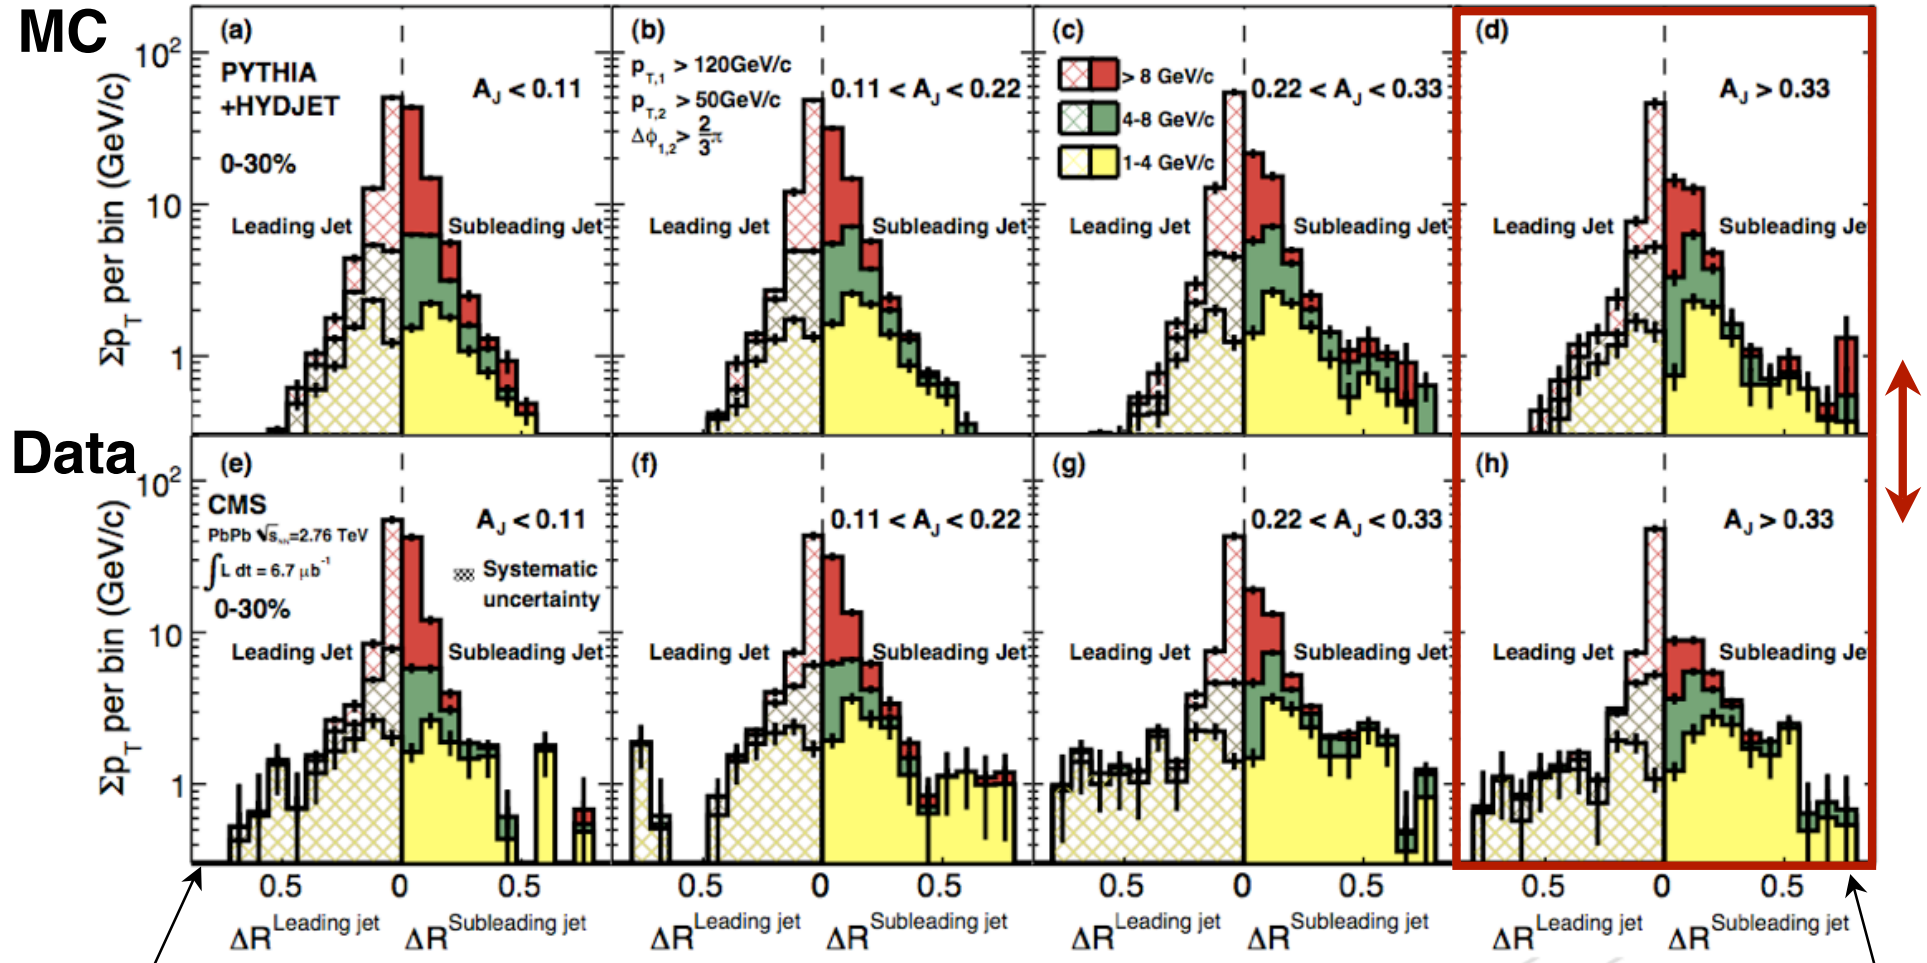 MC
(a)
PYTHIA
+HYDJET
0-30%
A_J < 0.11
Leading Jet
Subleading Jet
(b)
p_T,1 > 120GeV/c
p_T,2 > 50GeV/c
Δϕ_1,2 > 2/3 π
0.11 < A_J < 0.22
Leading Jet
Subleading Jet
(c)
> 8 GeV/c
4-8 GeV/c
1-4 GeV/c
0.22 < A_J < 0.33
Leading Jet
Subleading Jet
(d)
A_J > 0.33
Leading Jet
Subleading Je
Σp_T per bin (GeV/c)
10²
10
1
Data
(e)
CMS
PbPb √s_NN=2.76 TeV
∫L dt = 6.7 μb⁻¹
0-30%
A_J < 0.11
Systematic
uncertainty
Leading Jet
Subleading Jet
(f)
0.11 < A_J < 0.22
Leading Jet
Subleading Jet
(g)
0.22 < A_J < 0.33
Leading Jet
Subleading Jet
(h)
A_J > 0.33
Leading Jet
Subleading Je
Σp_T per bin (GeV/c)
10²
10
1
0.5 0 0.5 0.5 0 0.5 0.5 0 0.5 0.5 0 0.5
ΔR^Leading jet ΔR^Subleading jet ΔR^Leading jet ΔR^Subleading jet ΔR^Leading jet ΔR^Subleading jet ΔR^Leading jet ΔR^Subleading jet